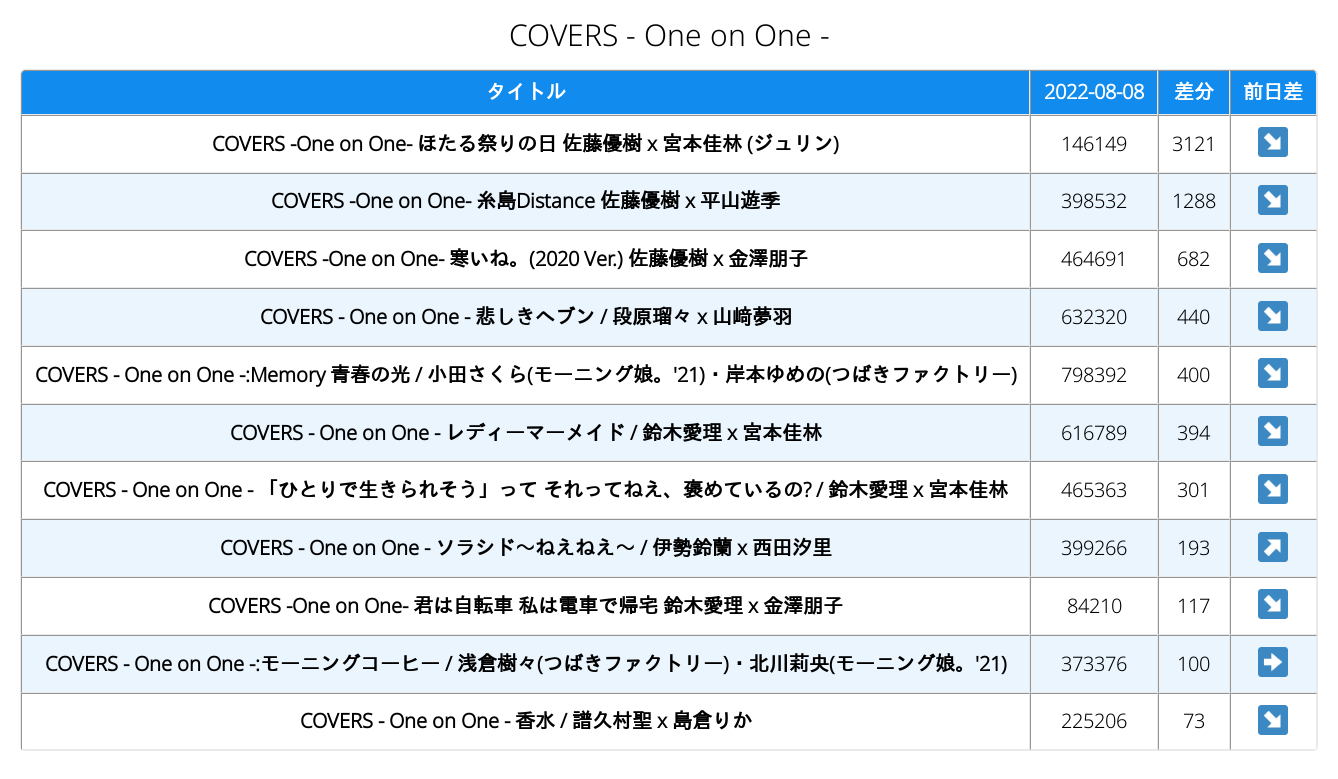 COVERS - One on One -
タイトル 2022-08-08 差分 前日差
COVERS -One on One- ほたる祭りの日 佐藤優樹 x 宮本佳林 (ジュリン) 146149 3121
COVERS -One on One- 糸島Distance 佐藤優樹 x 平山遊季 398532 1288
COVERS -One on One- 寒いね。(2020 Ver.) 佐藤優樹 x 金澤朋子 464691 682
COVERS - One on One - 悲しきヘブン / 段原瑠々 x 山﨑夢羽 632320 440
COVERS - One on One -:Memory 青春の光 / 小田さくら(モーニング娘。'21)・岸本ゆめの(つばきファクトリー) 798392 400
COVERS - One on One - レディーマーメイド / 鈴木愛理 x 宮本佳林 616789 394
COVERS - One on One - 「ひとりで生きられそう」って それってねえ、褒めているの? / 鈴木愛理 x 宮本佳林 465363 301
COVERS - One on One - ソラシド〜ねえねえ〜 / 伊勢鈴蘭 x 西田汐里 399266 193
COVERS -One on One- 君は自転車 私は電車で帰宅 鈴木愛理 x 金澤朋子 84210 117
COVERS - One on One -:モーニングコーヒー / 浅倉樹々(つばきファクトリー)・北川莉央(モーニング娘。'21) 373376 100
COVERS - One on One - 香水 / 譜久村聖 x 島倉りか 225206 73